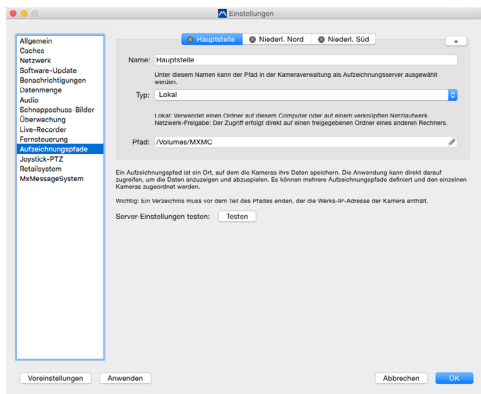 Einstellungen
Allgemein
Caches
Netzwerk
Software-Update
Benachrichtigungen
Datenmenge
Audio
Schnappschuss-Bilder
Überwachung
Live-Recorder
Fernsteuerung
Aufzeichnungspfade
Joystick-PTZ
Retailsystem
MxMessageSystem
Hauptstelle Niederl. Nord Niederl. Süd +
Name: Hauptstelle
Unter diesem Namen kann der Pfad in der Kameraverwaltung als Aufzeichnungsserver ausgewählt
werden.
Typ: Lokal
Lokal: Verwendet einen Ordner auf diesem Computer oder auf einem verknüpften Netzlaufwerk.
Netzwerk-Freigabe: Der Zugriff erfolgt direkt auf einen freigegebenen Ordner eines anderen Rechners.
Pfad: /Volumes/MXMC
Ein Aufzeichnungspfad ist ein Ort, auf dem die Kameras ihre Daten speichern. Die Anwendung kann direkt darauf
zugreifen, um die Daten anzuzeigen und abzuspielen. Es können mehrere Aufzeichnungspfade definiert und den einzelnen
Kameras zugeordnet werden.
Wichtig: Ein Verzeichnis muss vor dem Teil des Pfades enden, der die Werks-IP-Adresse der Kamera enthält.
Server-Einstellungen testen: Testen
Voreinstellungen Anwenden Abbrechen OK